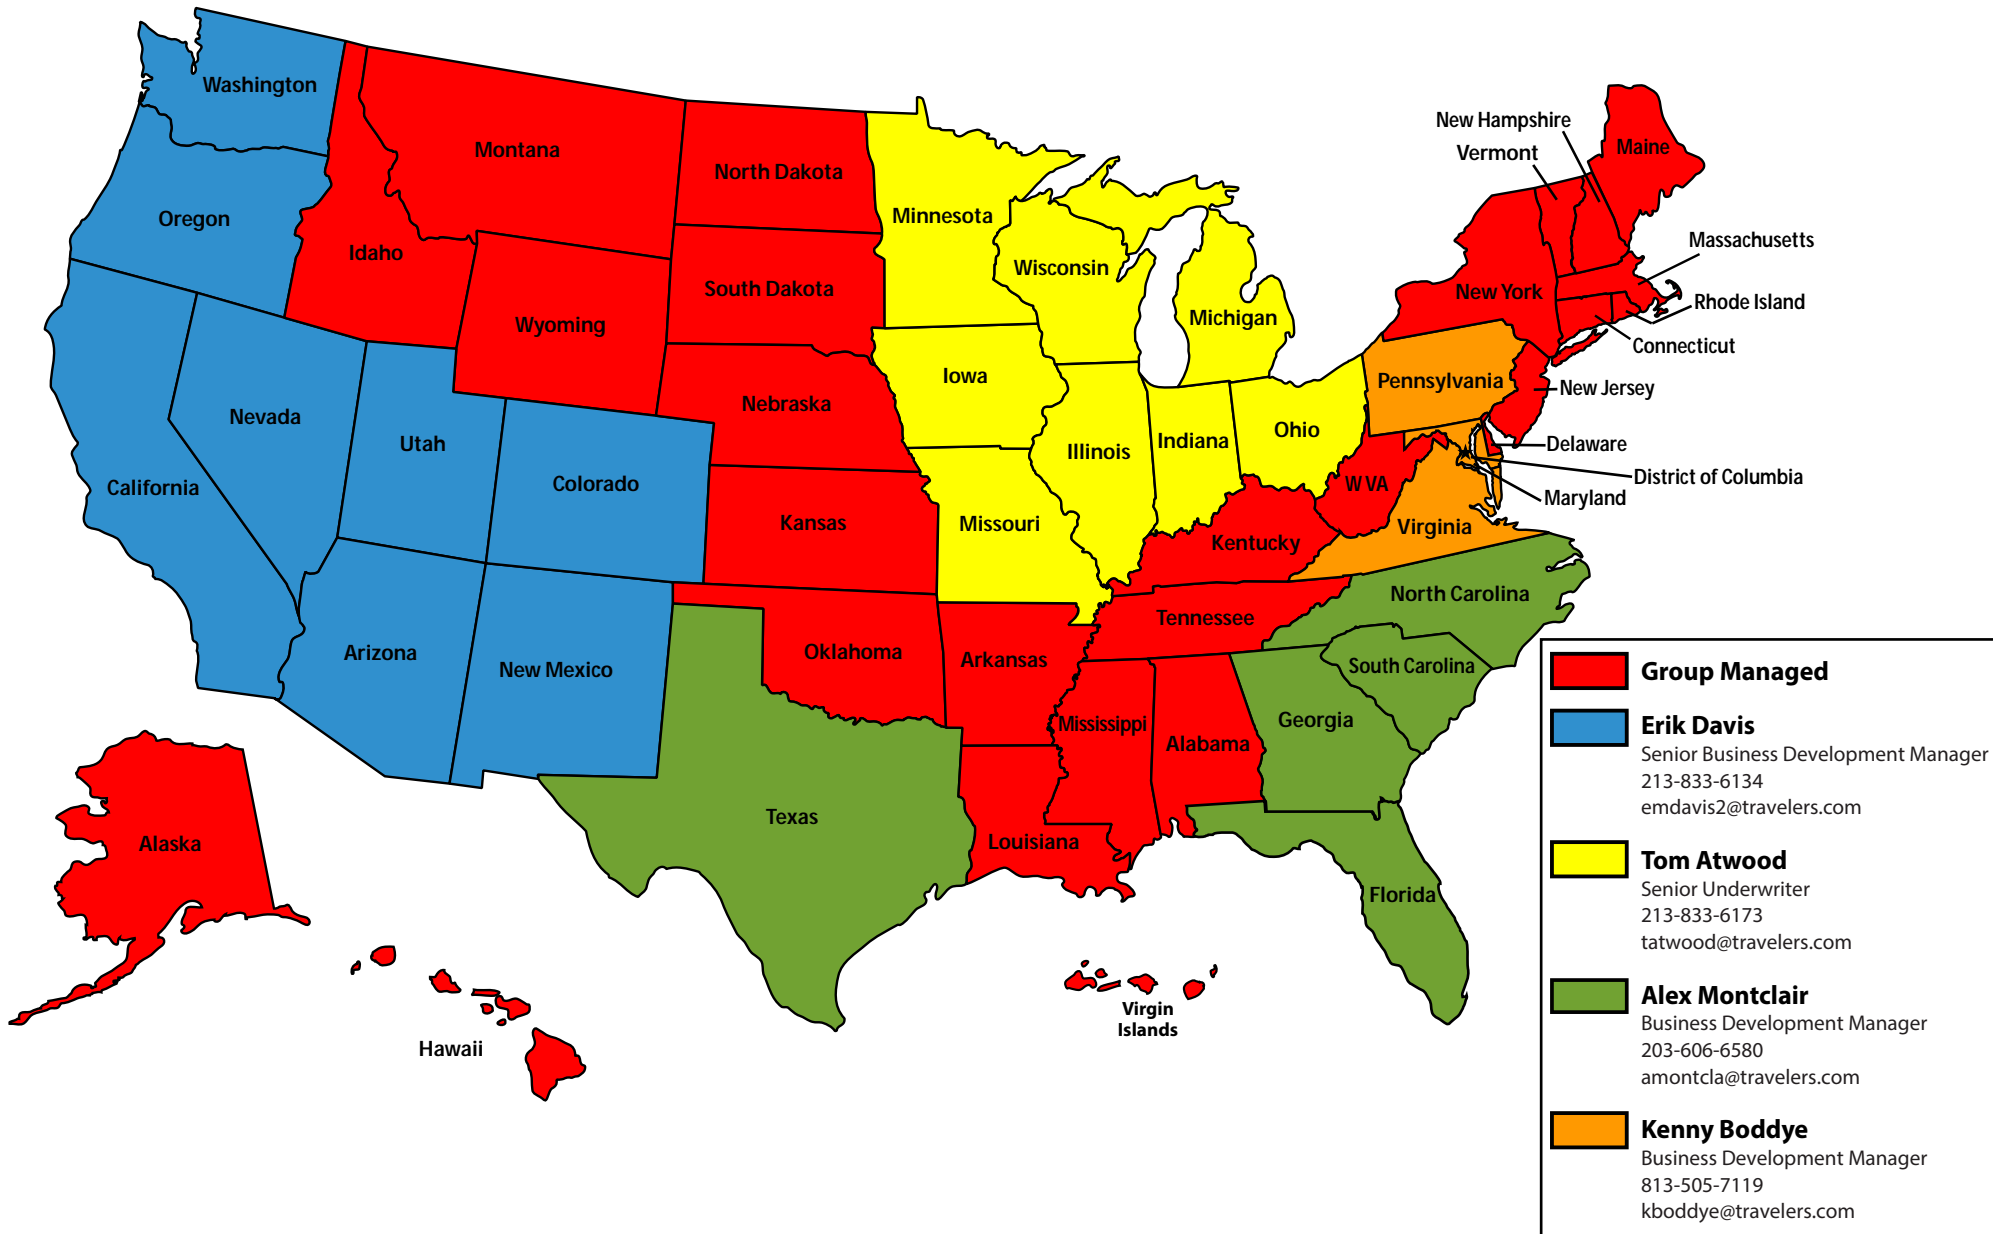 Washington
Montana
North Dakota
Minnesota
Oregon
Idaho
Wyoming
South Dakota
Wisconsin
Michigan
New Hampshire
Vermont
Maine
Massachusetts
New York
Rhode Island
Connecticut
Nevada
Utah
Colorado
California
Nebraska
Iowa
Illinois
Indiana
Ohio
Pennsylvania
New Jersey
Delaware
District of Columbia
Maryland
Kansas
Missouri
Kentucky
W VA
Virginia
Arizona
New Mexico
Oklahoma
Arkansas
Tennessee
North Carolina
South Carolina
Mississippi
Alabama
Georgia
Texas
Louisiana
Florida
Alaska
Hawaii
Virgin
Islands
Group Managed
Erik Davis
Senior Business Development Manager
213-833-6134
emdavis2@travelers.com
Tom Atwood
Senior Underwriter
213-833-6173
tatwood@travelers.com
Alex Montclair
Business Development Manager
203-606-6580
amontcla@travelers.com
Kenny Boddye
Business Development Manager
813-505-7119
kboddye@travelers.com